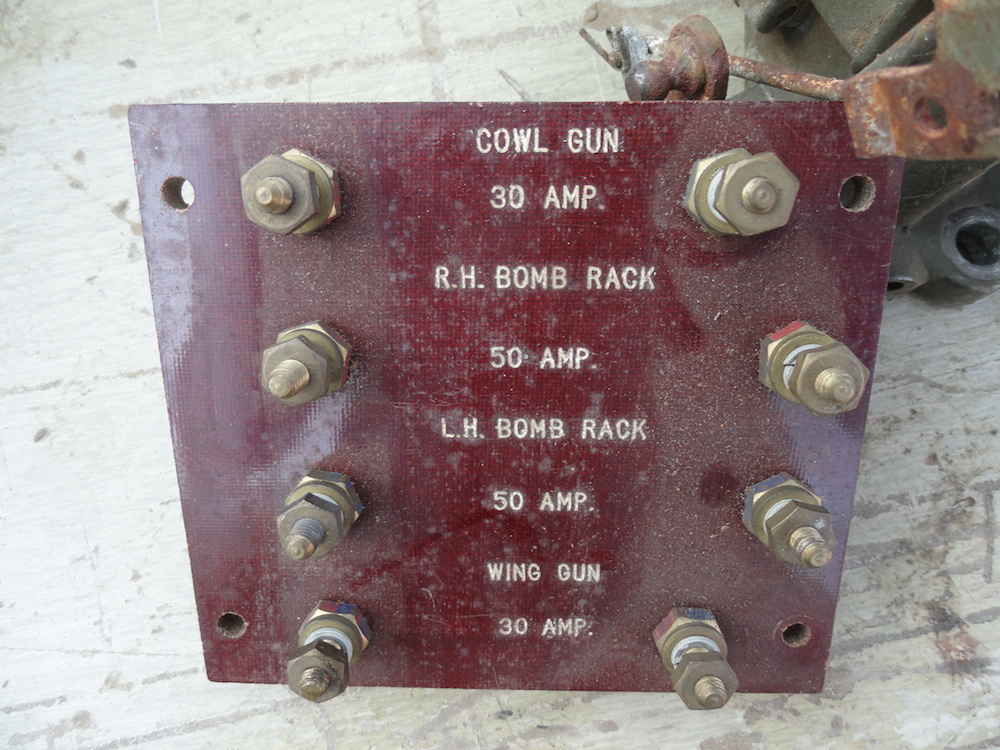 COWL GUN
30 AMP.
R.H. BOMB RACK
50 AMP.
L.H. BOMB RACK
50 AMP.
WING GUN
30 AMP.